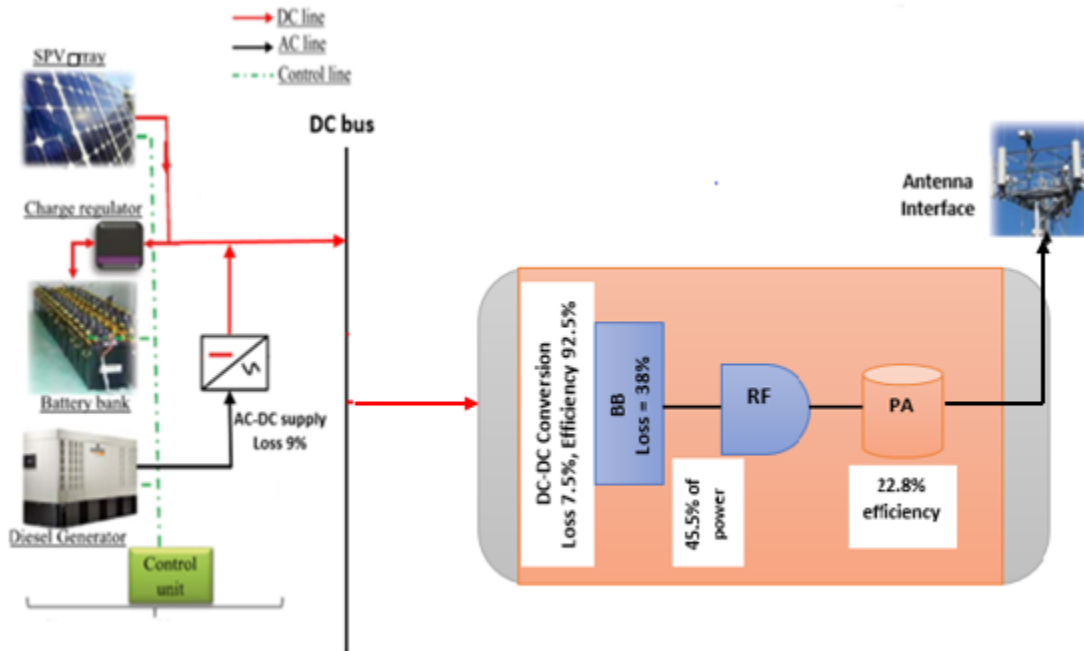 DC line
AC line
Control line
SPV array
DC bus
Charge regulator
Battery bank
AC-DC supply
Loss 9%
Diesel Generator
Control
unit
Antenna
Interface
DC-DC Conversion
Loss 7.5%, Efficiency 92.5%
BB
Loss = 38%
45.5% of
power
RF
PA
22.8%
efficiency